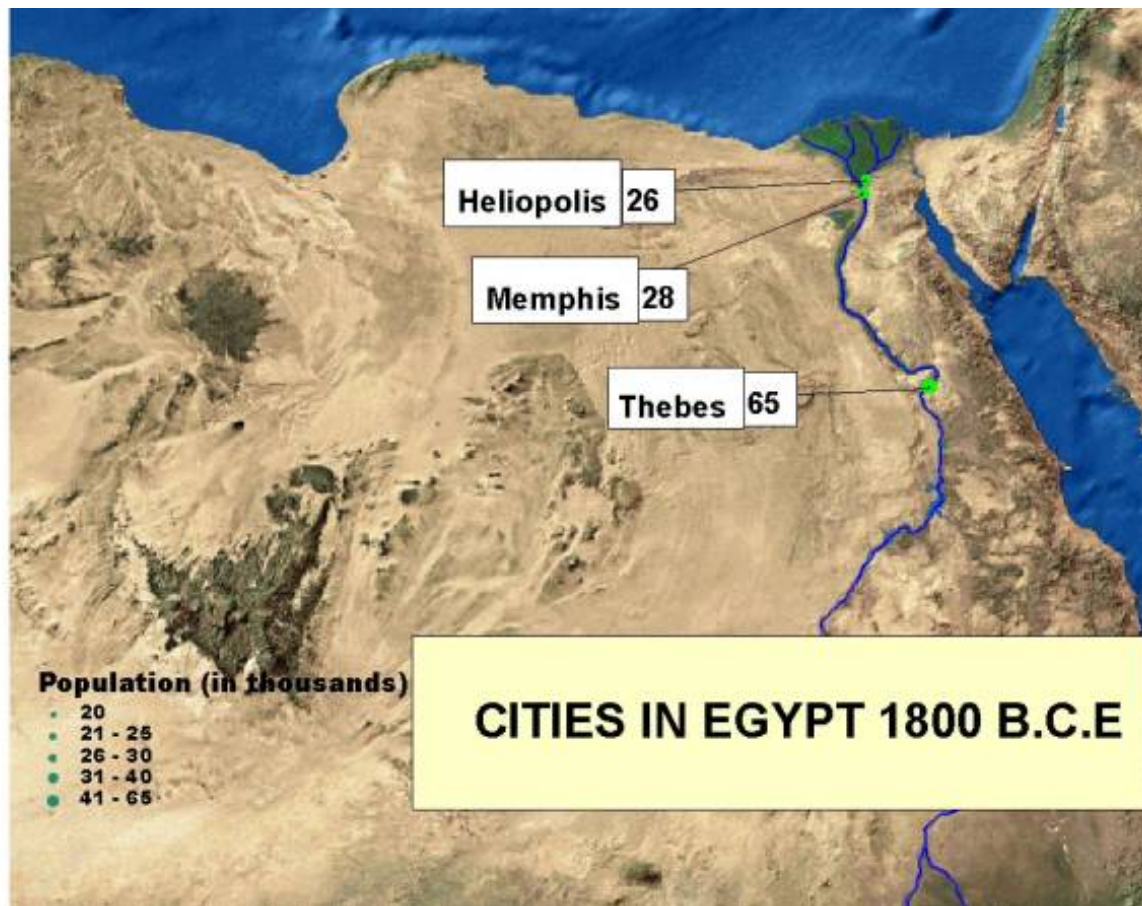 Heliopolis 26
Memphis 28
Thebes 65
Population (in thousands)
20
21 - 25
26 - 30
31 - 40
41 - 65
CITIES IN EGYPT 1800 B.C.E